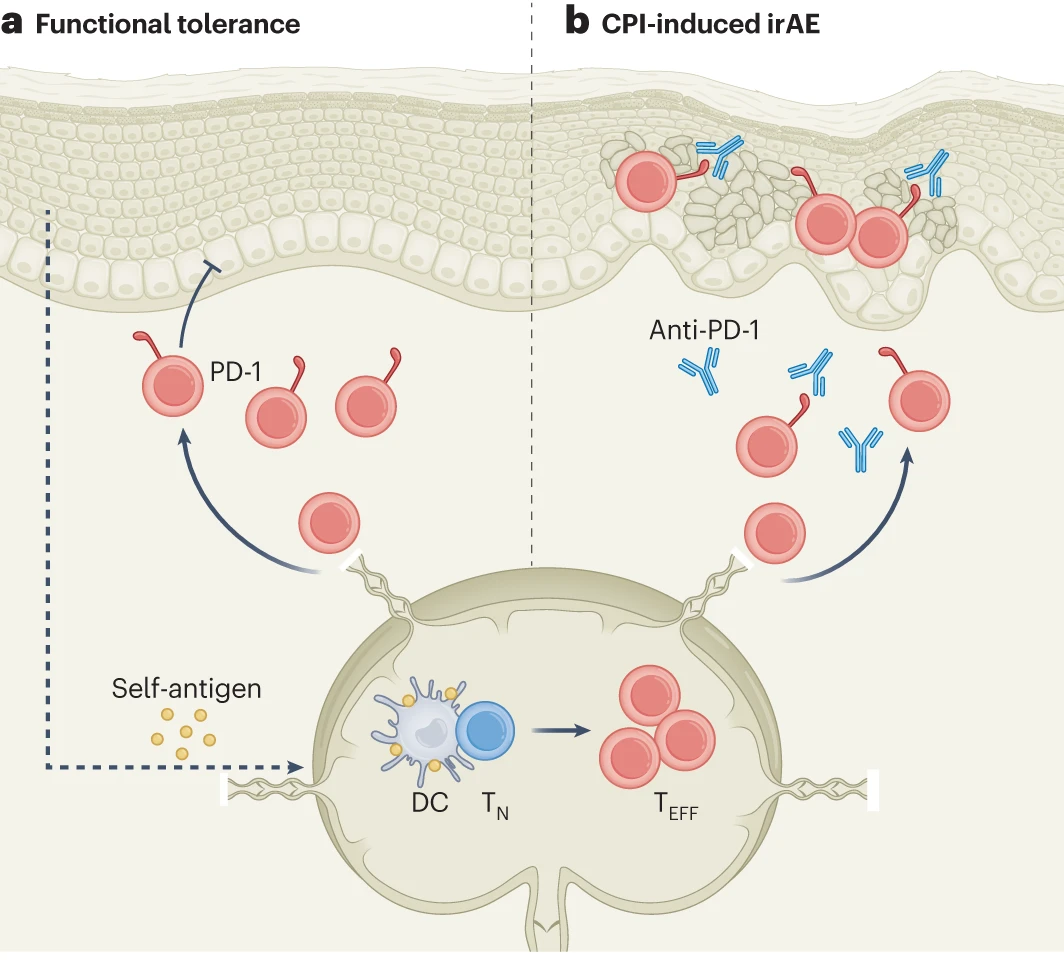 a Functional tolerance
b CPI-induced irAE
Anti-PD-1
PD-1
Self-antigen
DC
TN
TEFF